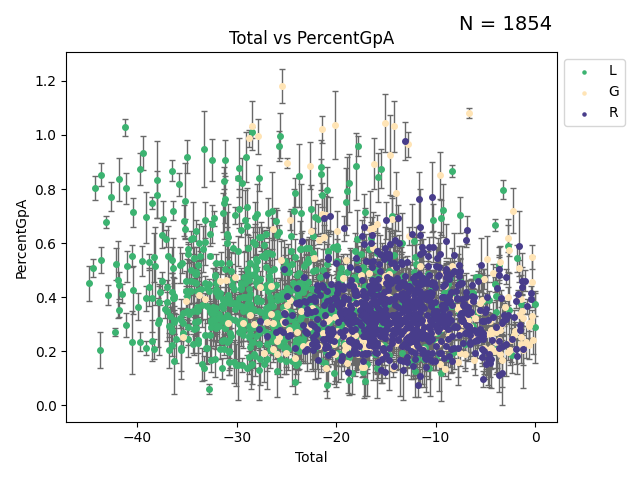 N = 1854
Total vs PercentGpA
L
G
R
PercentGpA
1.2
1.0
0.8
0.6
0.4
0.2
0.0
−40
−30
−20
−10
0
Total